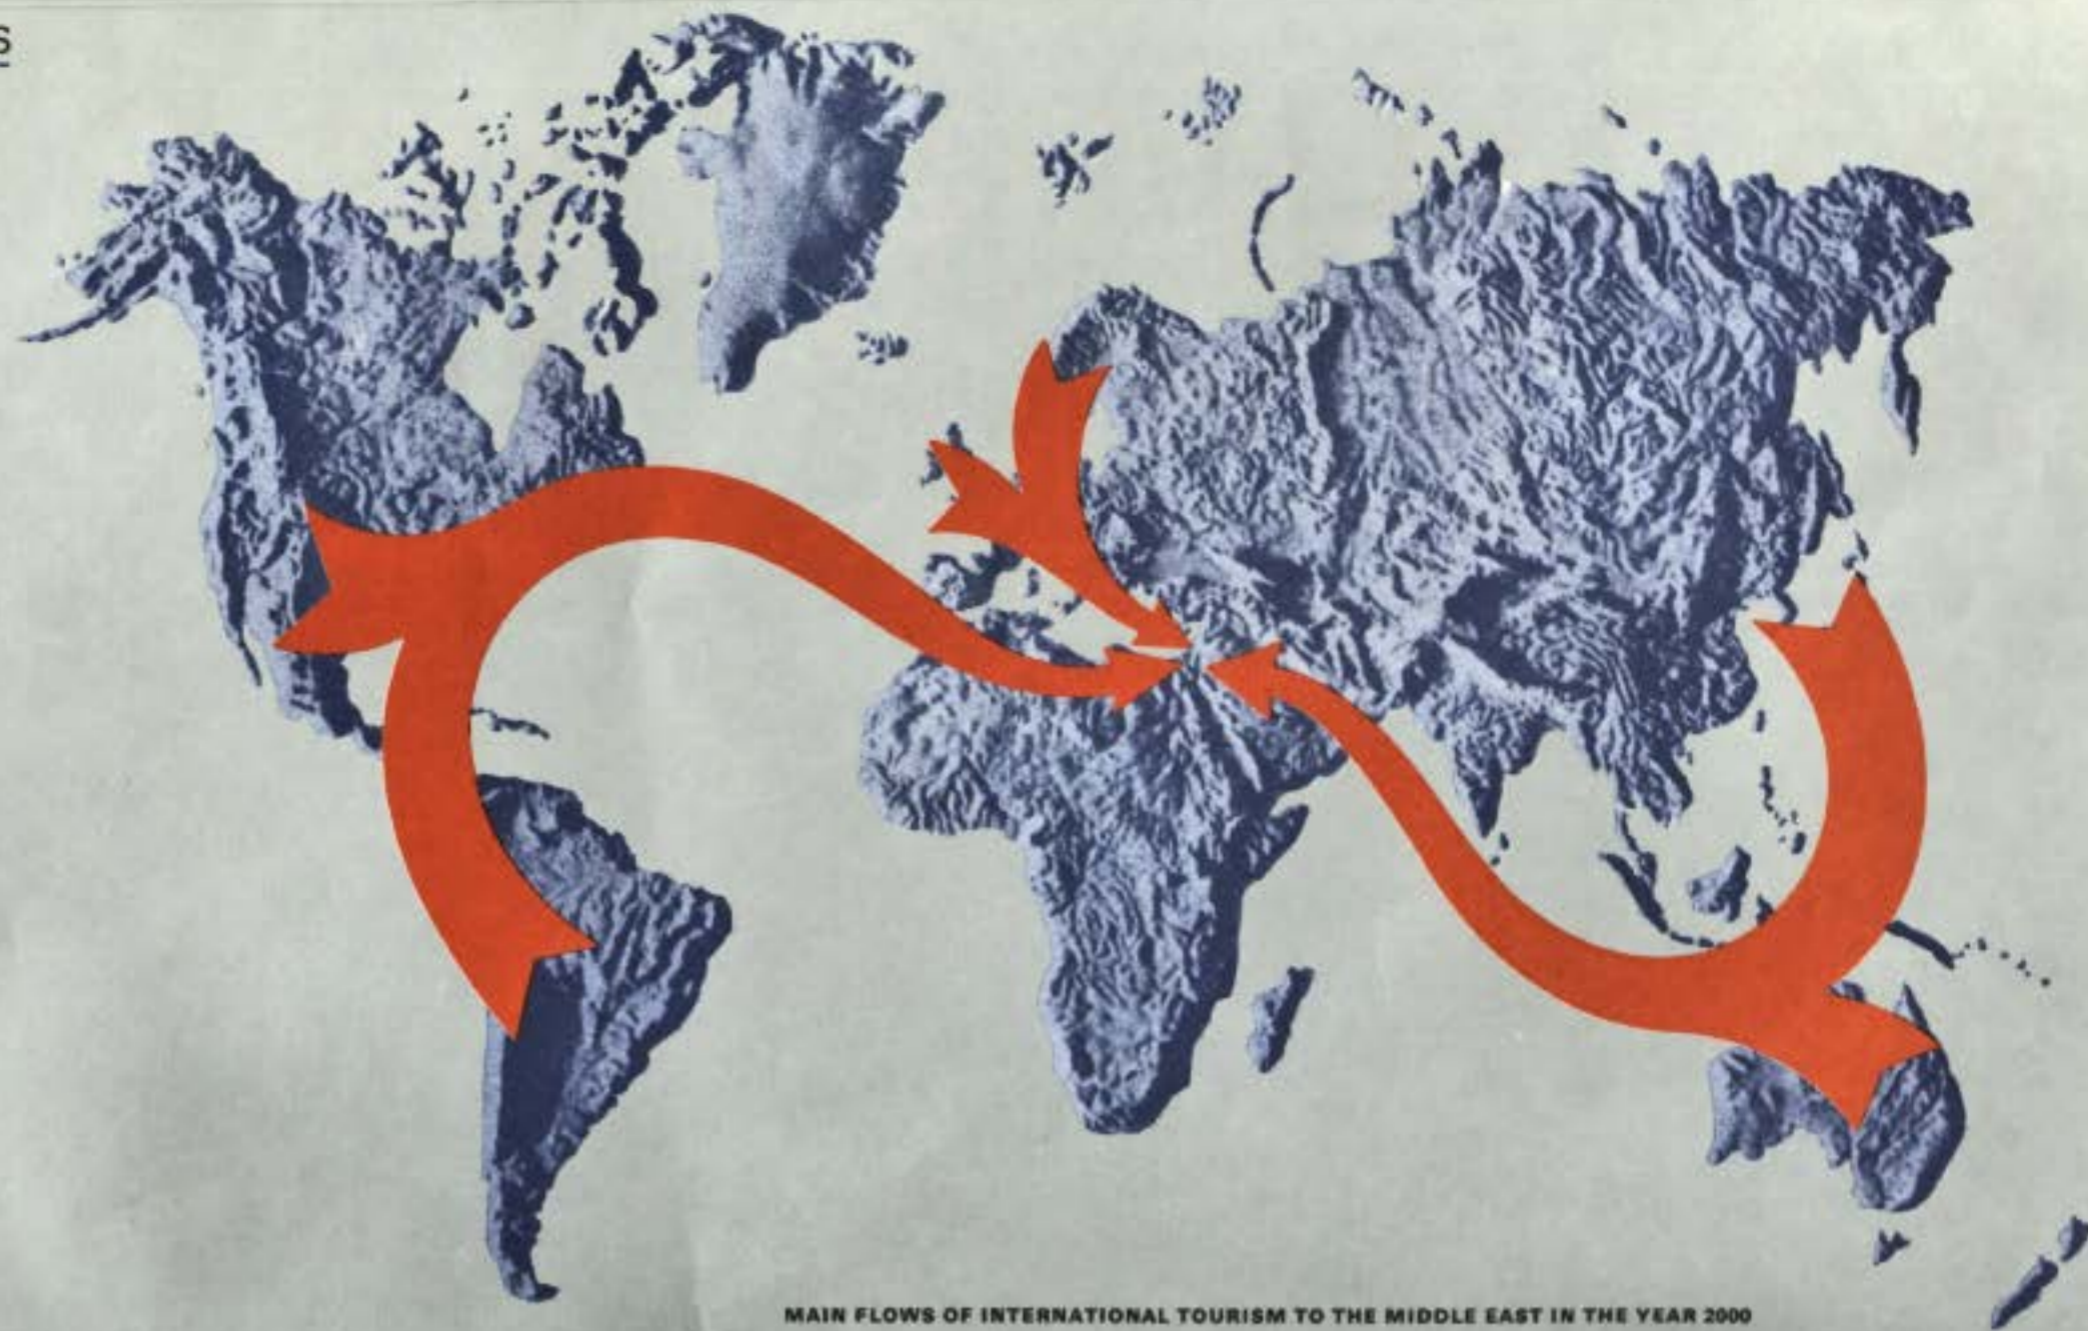 S
MAIN FLOWS OF INTERNATIONAL TOURISM TO THE MIDDLE EAST IN THE YEAR 2000